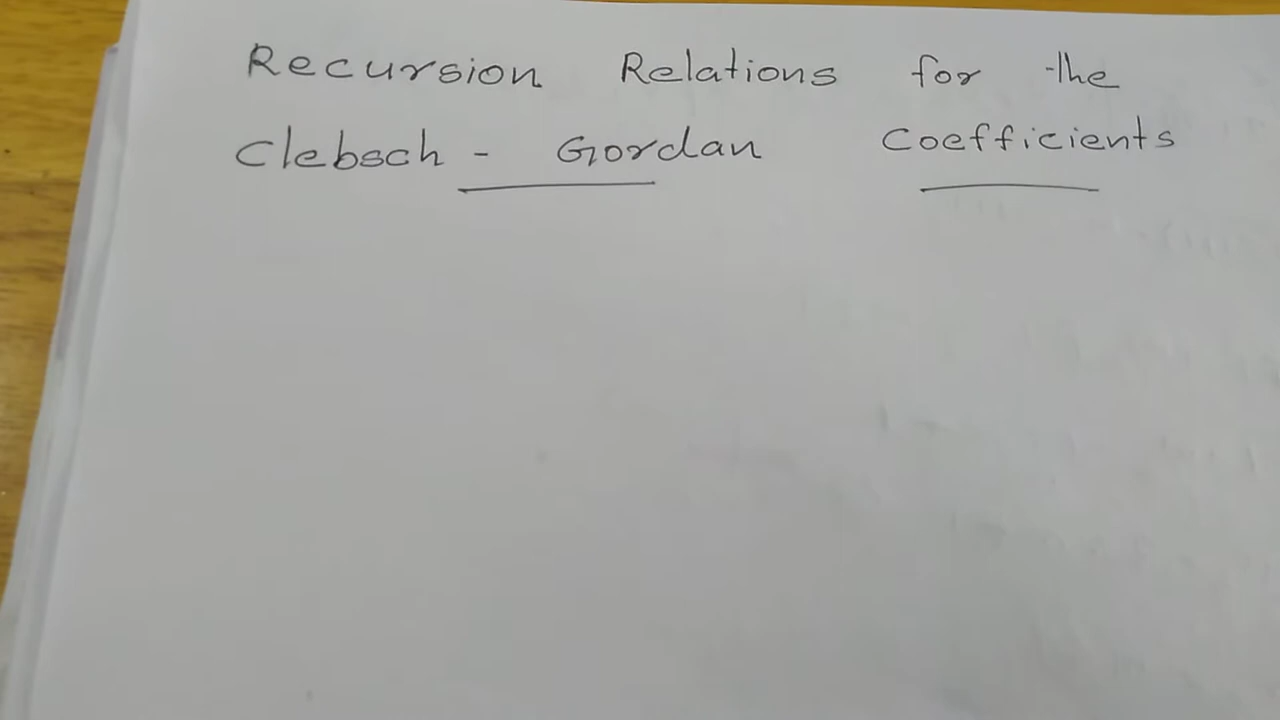 Recursion Relations for the
Clebsch - Gordan Coefficients